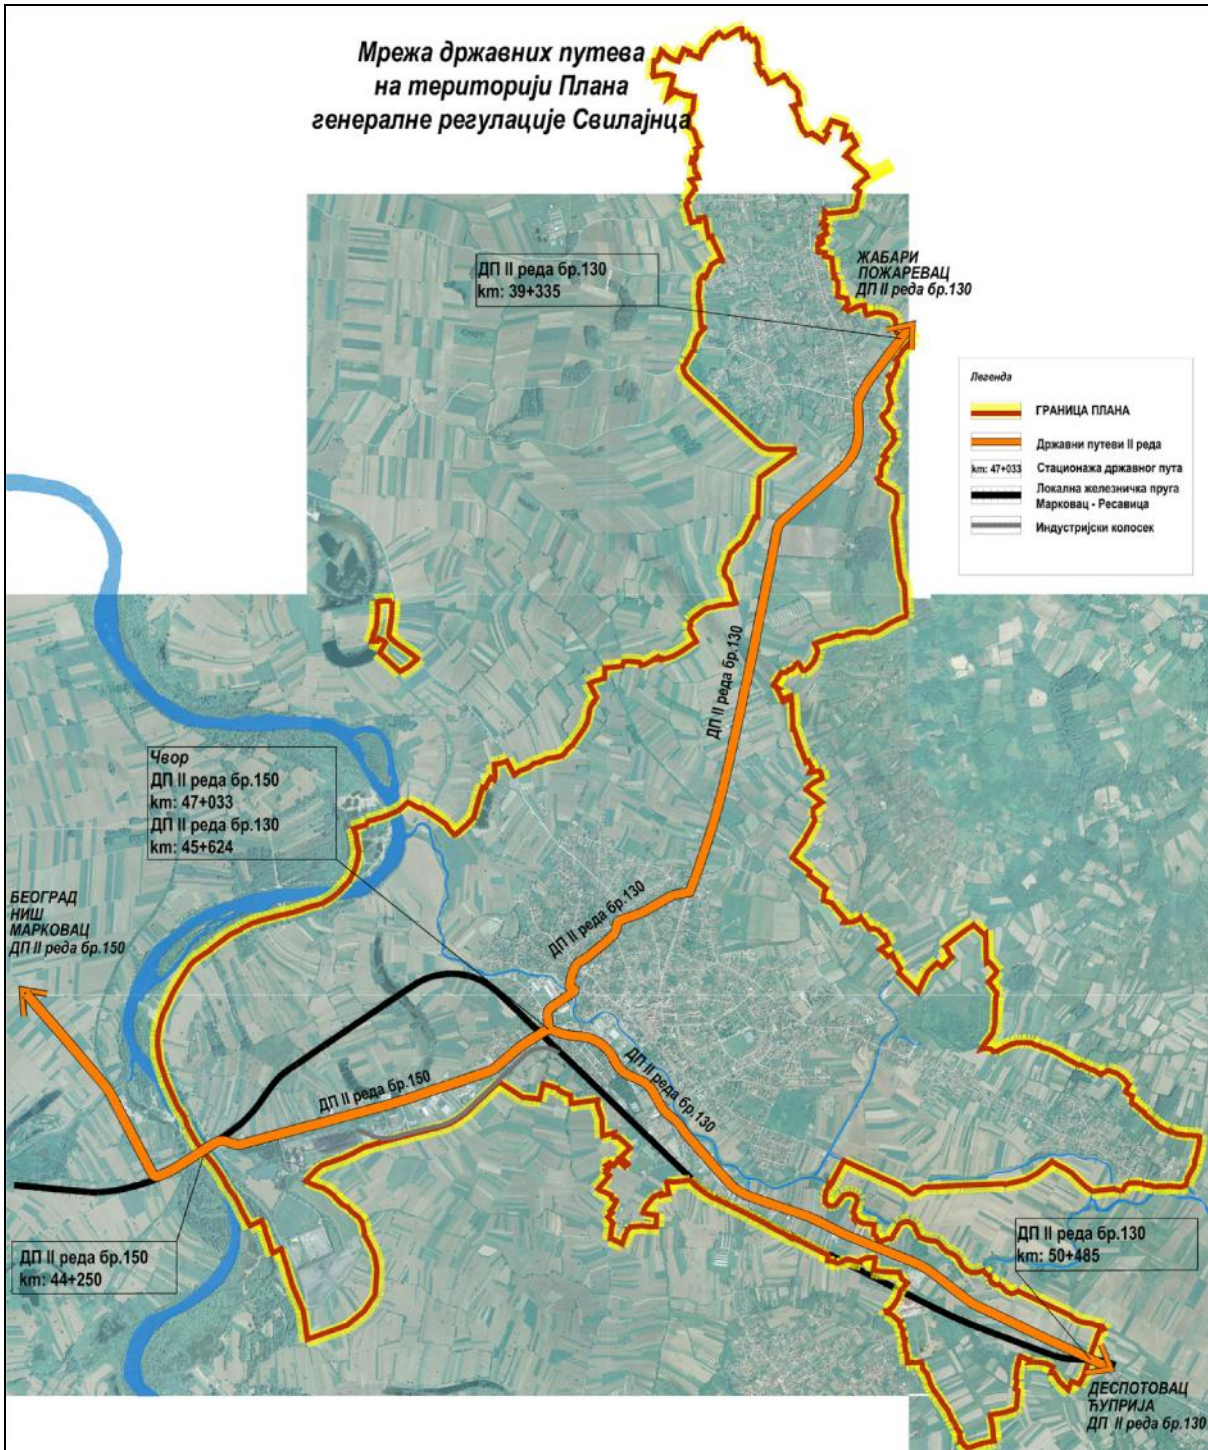 Мрежа државних путева
на територији Плана
генералне регулације Свилајнца
ДП II реда бр.130
km: 39+335
ЖАБАРИ
ПОЖАРЕВАЦ
ДП II реда бр.130
Легенда
ГРАНИЦА ПЛАНА
Државни путеви II реда
km: 47+033 Стационажа државног пута
Локална железничка пруга
Марковац - Ресавица
Индустријски колосек
ДП II реда бр.130
Чвор
ДП II реда бр.150
km: 47+033
ДП II реда бр.130
km: 45+624
БЕОГРАД
НИШ
МАРКОВАЦ
ДП II реда бр.150
ДП II реда бр.130
ДП II реда бр.150
ДП II реда бр.130
ДП II реда бр.150
km: 44+250
ДП II реда бр.130
km: 50+485
ДЕСПОТОВАЦ
ЋУПРИЈА
ДП II реда бр.130